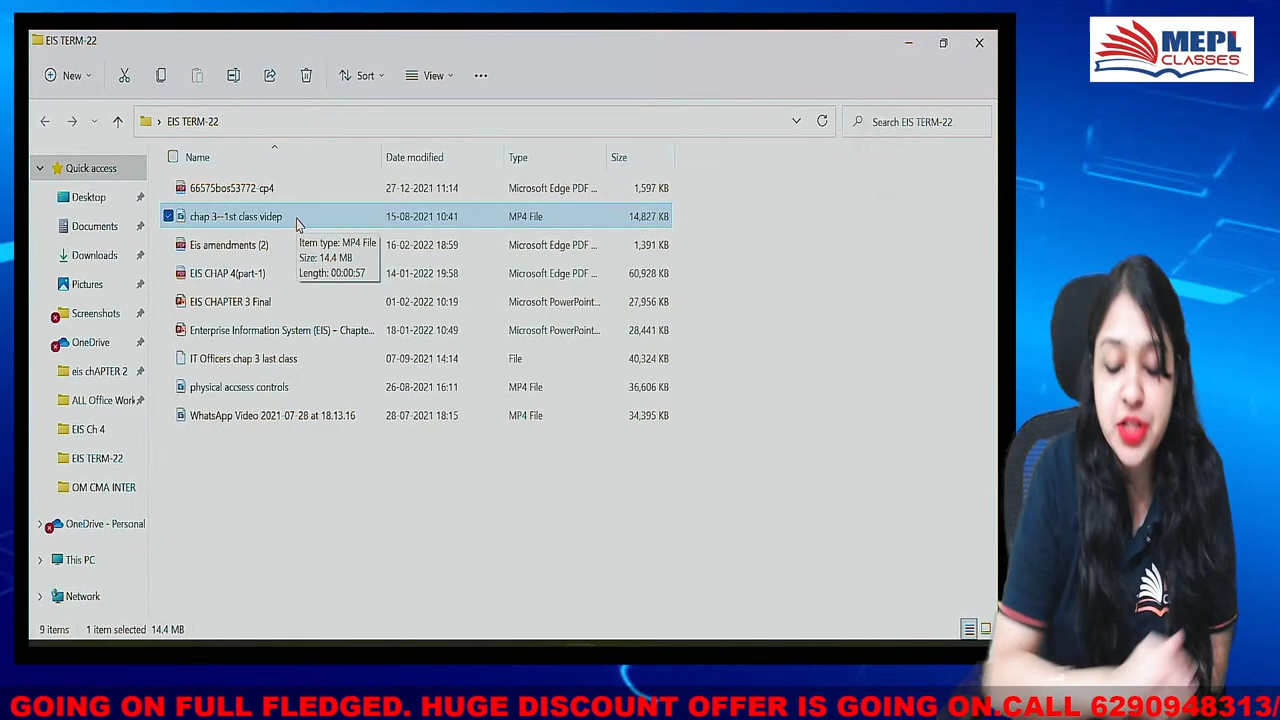 EIS TERM-22
New
Sort
View
EIS TERM-22
Search EIS TERM-22
Name
Date modified
Type
Size
66575bos53772-cp4 27-12-2021 11:14 Microsoft Edge PDF ... 1,597 KB
chap 3--1st class videp 15-08-2021 10:41 MP4 File 14,827 KB
Eis amendments (2) 16-02-2022 18:59 Microsoft Edge PDF ... 1,391 KB
EIS CHAP 4(part-1) 14-01-2022 19:58 Microsoft Edge PDF ... 60,928 KB
EIS CHAPTER 3 Final 01-02-2022 10:19 Microsoft PowerPoint... 27,956 KB
Enterprise Information System (EIS) – Chapte... 18-01-2022 10:49 Microsoft PowerPoint... 28,441 KB
IT Officers chap 3 last class 07-09-2021 14:14 File 40,324 KB
physical accsess controls 26-08-2021 16:11 MP4 File 36,606 KB
WhatsApp Video 2021-07-28 at 18.13.16 28-07-2021 18:15 MP4 File 34,395 KB
Item type: MP4 File
Size: 14.4 MB
Length: 00:00:57
Quick access
Desktop
Documents
Downloads
Pictures
Screenshots
OneDrive
eis chAPTER 2
ALL Office Work
EIS Ch 4
EIS TERM-22
OM CMA INTER
OneDrive - Personal
This PC
Network
9 items 1 item selected 14.4 MB
MEPL
CLASSES
GOING ON FULL FLEDGED. HUGE DISCOUNT OFFER IS GOING ON.CALL 6290948313/